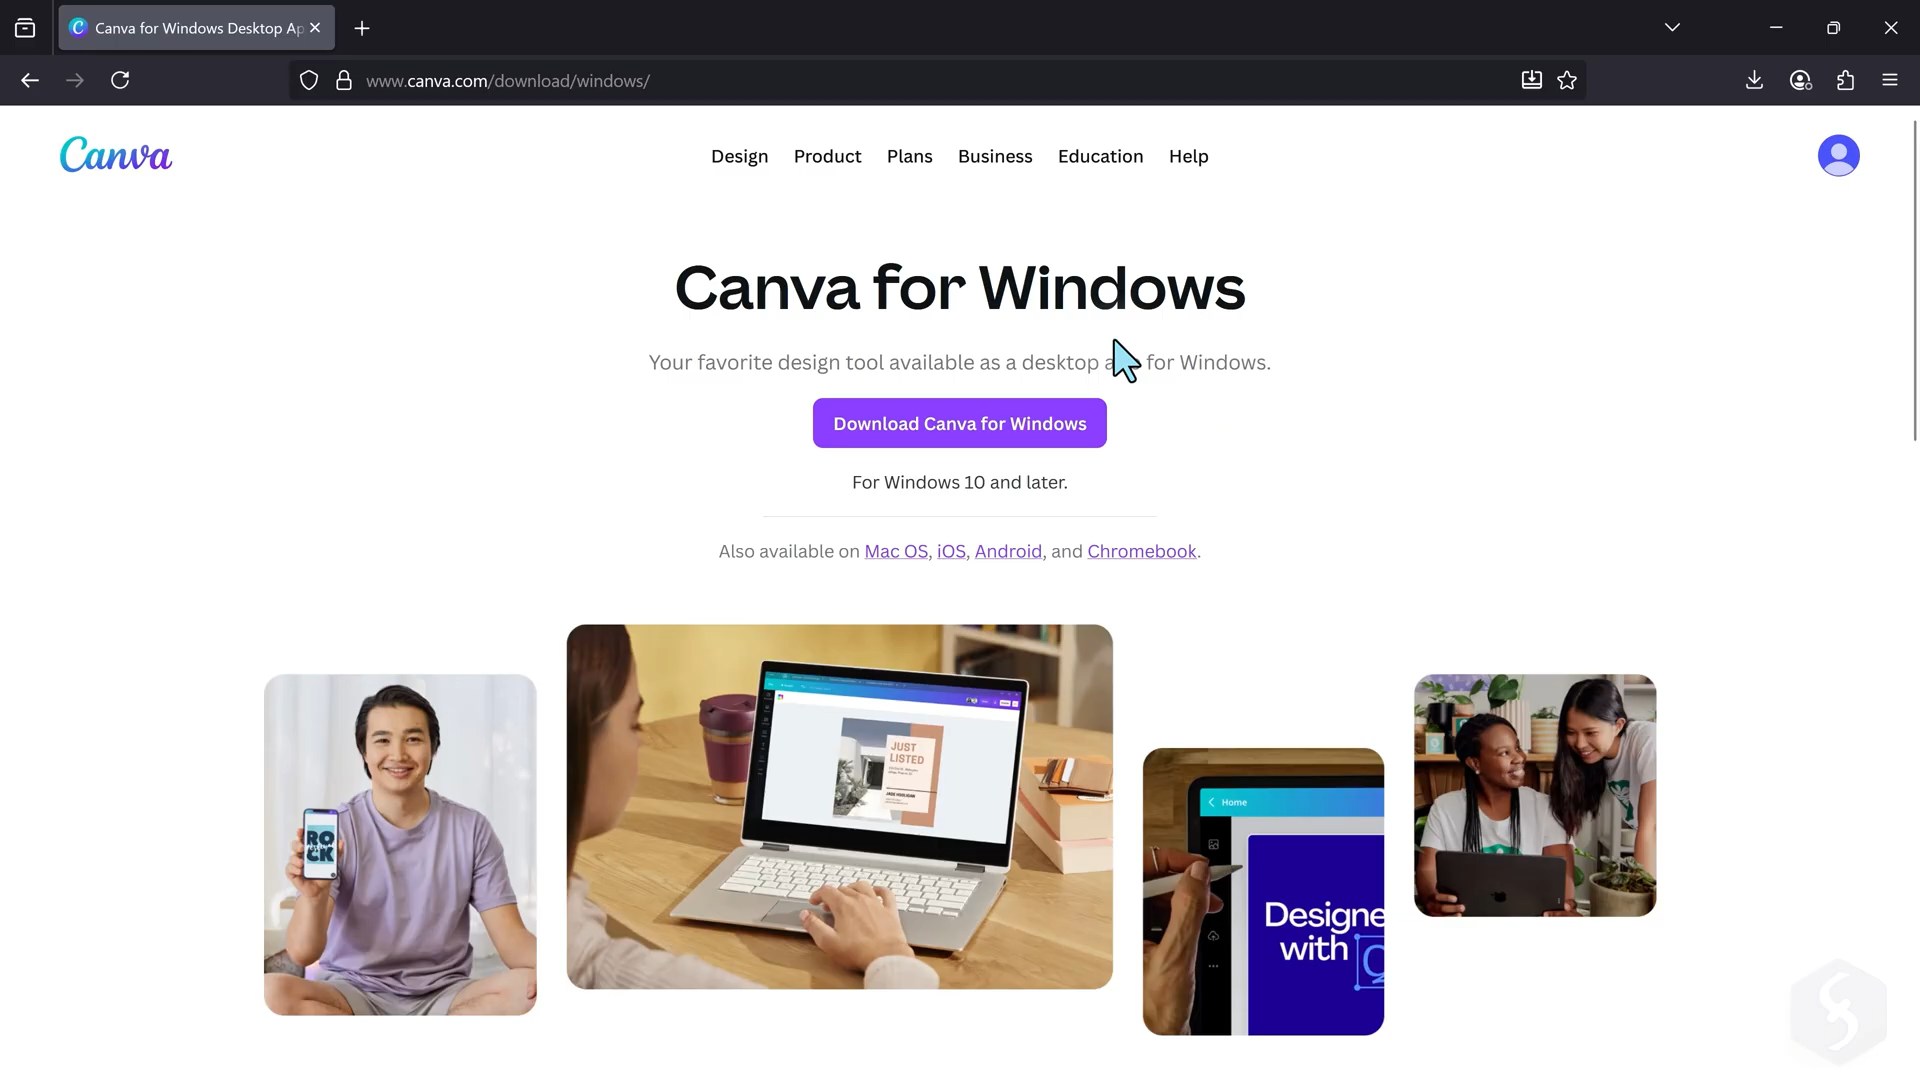 Canva for Windows Desktop Ap
www.canva.com/download/windows/
Canva
Design Product Plans Business Education Help
Canva for Windows
Your favorite design tool available as a desktop a for Windows.
Download Canva for Windows
For Windows 10 and later.
Also available on Mac OS, iOS, Android, and Chromebook.
JUST
LISTED
RO
CK
Home
Designe
with